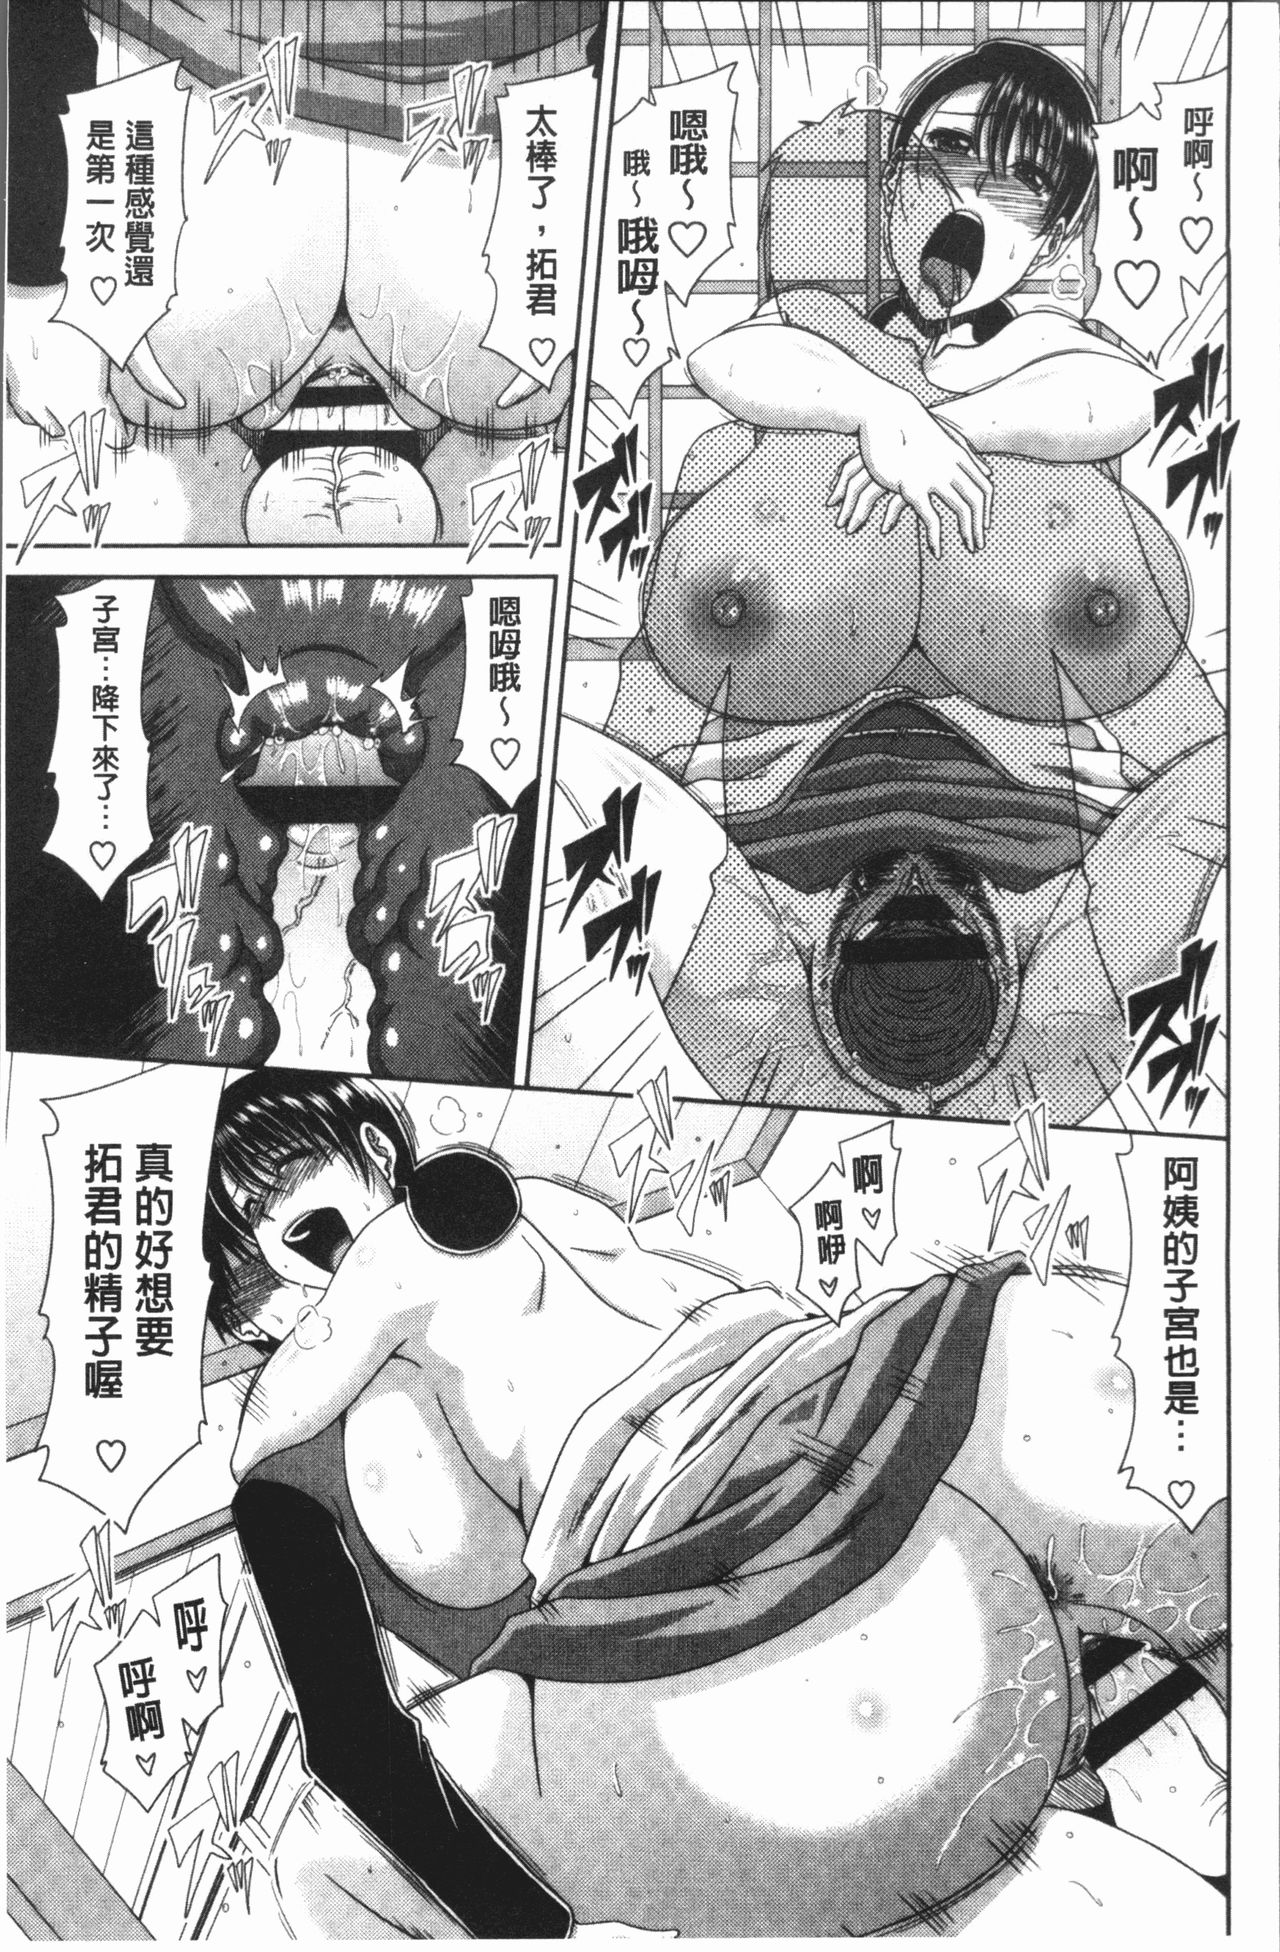 呼啊～♡
啊～♡
嗯哦～♡
哦～
哦呣～♡
太棒了，拓君♡
這種感覺還
是第一次♡
嗯呣哦～♡
子宮…降下來了…♡
阿姨的子宮也是…♡
啊♥
啊咿♥
真的好想要
拓君的精子喔♡
呼♥
呼啊♥